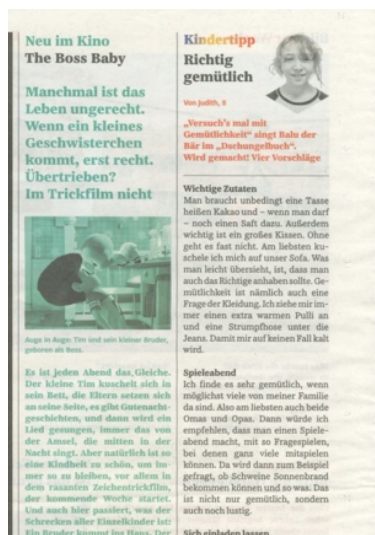 Neu im Kino
The Boss Baby
Manchmal ist das
Leben ungerecht.
Wenn ein kleines
Geschwisterchen
kommt, erst recht.
Übertrieben?
Im Trickfilm nicht
Auge in Auge: Tim und sein kleiner Bruder,
geboren als Boss.
Es ist jeden Abend das Gleiche.
Der kleine Tim kuschelt sich in
sein Bett, die Eltern setzen sich
an seine Seite, es gibt Gutenacht-
geschichten, und dann wird ein
Lied gesungen, immer das von
der Amsel, die mitten in der
Nacht singt. Aber natürlich ist so
eine Kindheit zu schön, um im-
mer so zu bleiben, vor allem in
dem rasanten Zeichentrickfilm,
der kommende Woche startet.
Und auch hier passiert, was der
Schrecken aller Einzelkinder ist:
Ein Bruder kommt ins Haus. Der
Kindertipp
Richtig
gemütlich
Von Judith, 8
„Versuch's mal mit
Gemütlichkeit“ singt Balu der
Bär im „Dschungelbuch“.
Wird gemacht! Vier Vorschläge
Wichtige Zutaten
Man braucht unbedingt eine Tasse
heißen Kakao und – wenn man darf
– noch einen Saft dazu. Außerdem
wichtig ist ein großes Kissen. Ohne
geht es fast nicht. Am liebsten ku-
schele ich mich auf unser Sofa. Was
man leicht übersieht, ist, dass man
auch das Richtige anhaben sollte. Ge-
mütlichkeit ist nämlich auch eine
Frage der Kleidung. Ich ziehe mir im-
mer einen extra warmen Pulli an
und eine Strumpfhose unter die
Jeans. Damit mir auf keinen Fall kalt
wird.
Spieleabend
Ich finde es sehr gemütlich, wenn
möglichst viele von meiner Familie
da sind. Also am liebsten auch beide
Omas und Opas. Dann würde ich
empfehlen, dass man einen Spiele-
abend macht, mit so Fragespielen,
bei denen ganz viele mitspielen
können. Da wird dann zum Beispiel
gefragt, ob Schweine Sonnenbrand
bekommen können und so was. Das
ist nicht nur gemütlich, sondern
auch noch lustig.
Sich einladen lassen